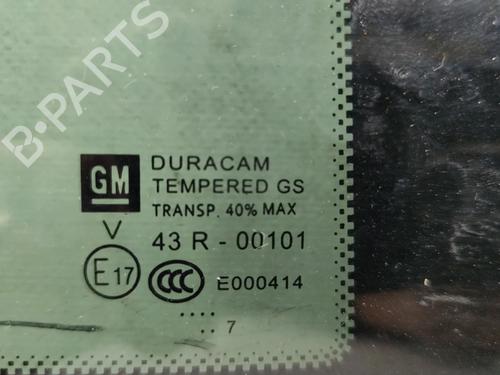 B-PARTS
GM
DURACAM
TEMPERED GS
TRANSP. 40% MAX
V
43 R - 00101
E17
CCC
E000414
.... 7
..